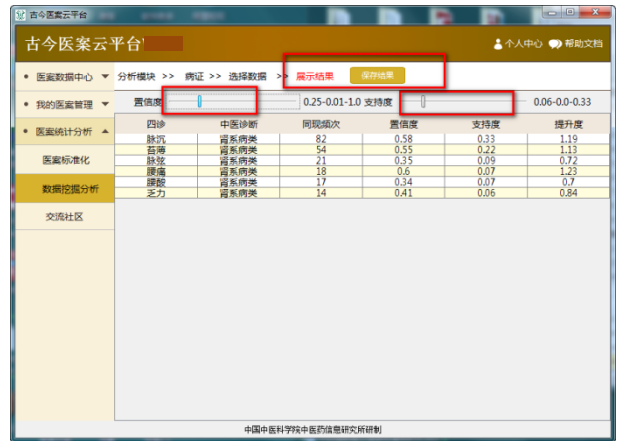 古今医案云平台
古今医案云平台
个人中心 帮助文档
医案数据中心
我的医案管理
医案统计分析
医案标准化
数据挖掘分析
交流社区
分析模块 >> 病证 >> 选择数据 >> 展示结果 保存结果
置信度 0.25-0.01-1.0 支持度 0.06-0.0-0.33
四诊 中医诊断 同现频次 置信度 支持度 提升度
脉沉 肾系病类 82 0.58 0.33 1.19
苔薄 肾系病类 54 0.55 0.22 1.13
脉弦 肾系病类 21 0.35 0.09 0.72
腰痛 肾系病类 18 0.6 0.07 1.23
腰酸 肾系病类 17 0.34 0.07 0.7
乏力 肾系病类 14 0.41 0.06 0.84
中国中医科学院中医药信息研究所研制